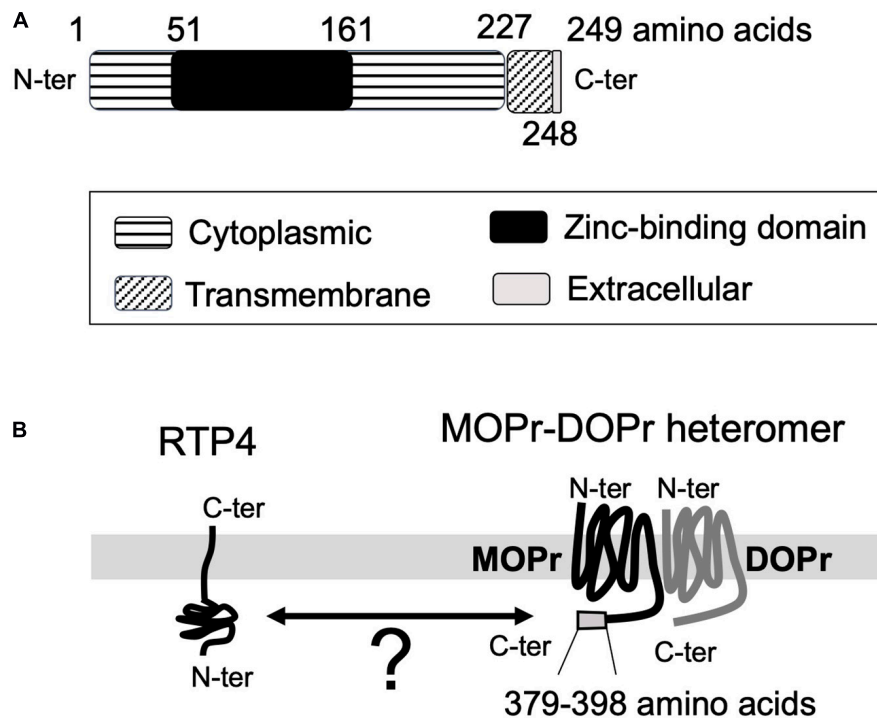 A
1 51 161 227 249 amino acids
N-ter C-ter
248
Cytoplasmic Zinc-binding domain
Transmembrane Extracellular
B
RTP4 MOPr-DOPr heteromer
C-ter N-ter N-ter
MOPr DOPr
?
N-ter C-ter C-ter
379-398 amino acids